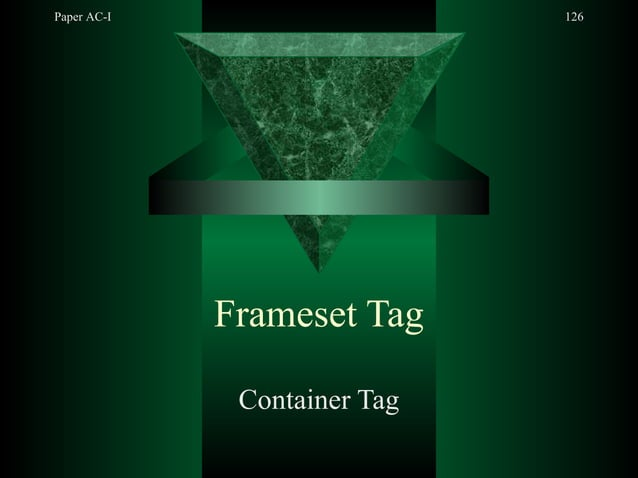 Paper AC-I
126
Frameset Tag
Container Tag